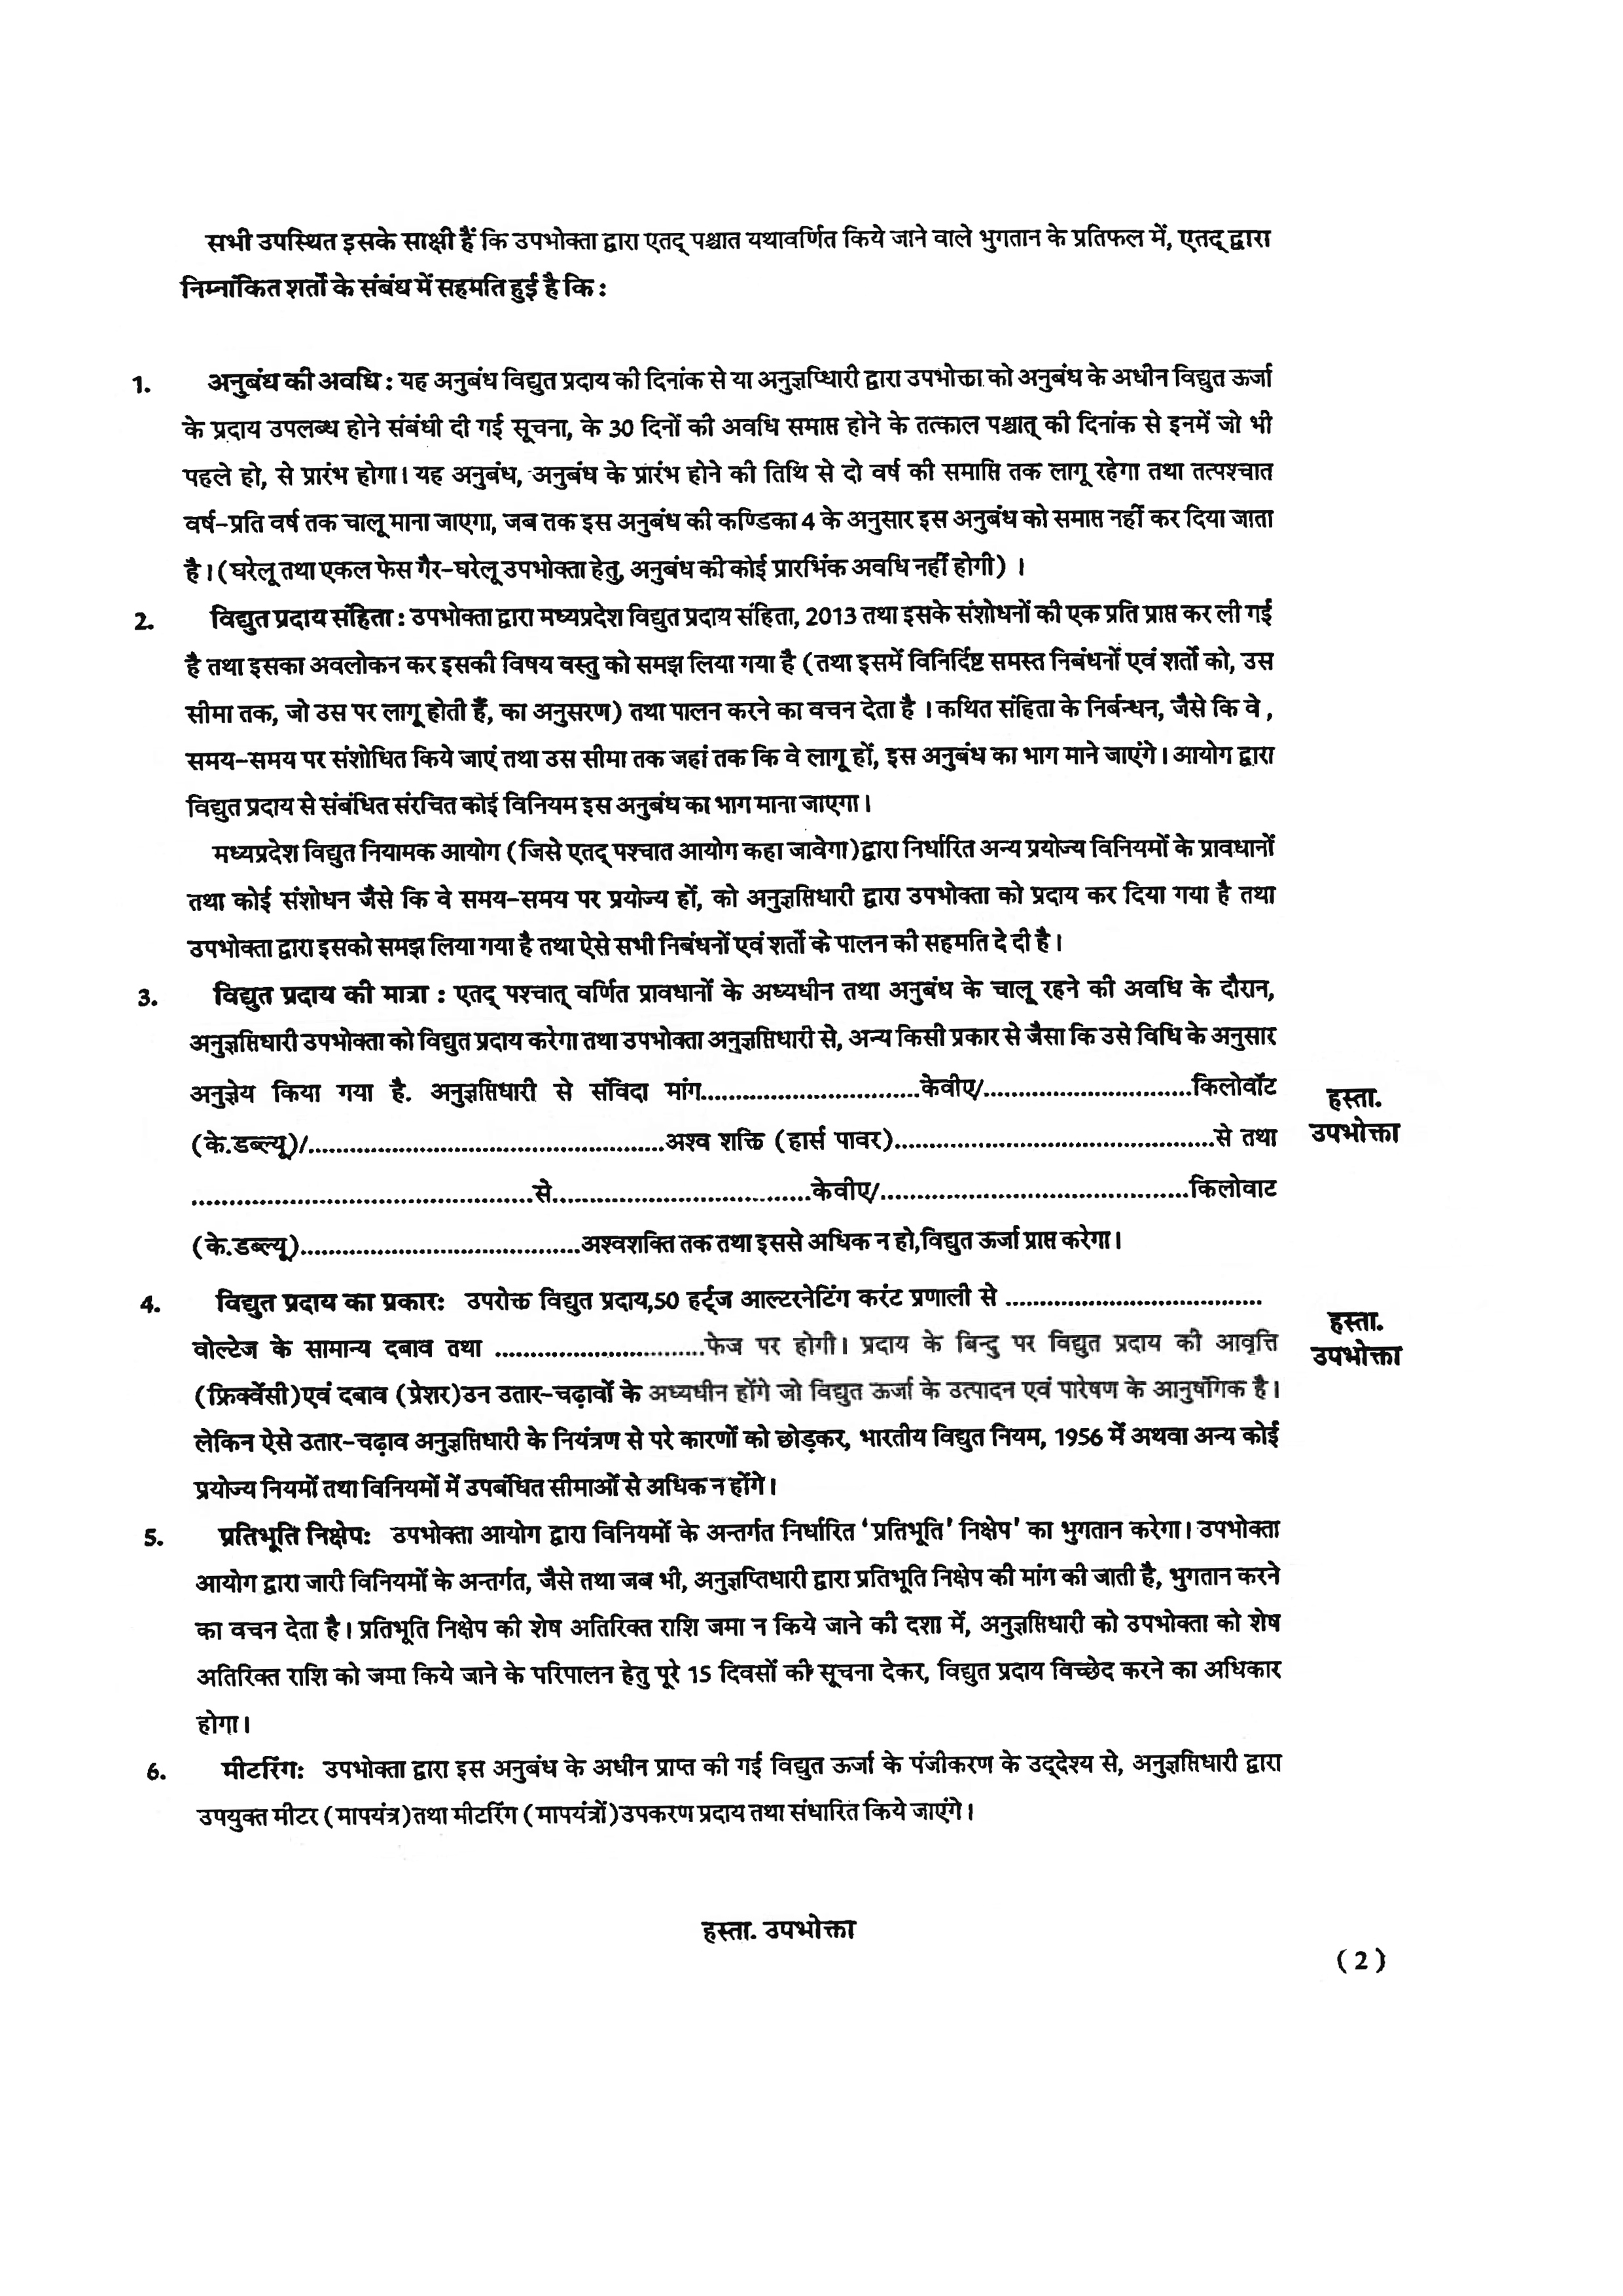 सभी उपस्थित इसके साक्षी हैं कि उपभोक्ता द्वारा एतद् पश्चात यथावर्णित किये जाने वाले भुगतान के प्रतिफल में, एतद् द्वारा
निम्नांकित शर्तों के संबंध में सहमति हुई है कि :
1. अनुबंध की अवधि : यह अनुबंध विद्युत प्रदाय की दिनांक से या अनुज्ञप्धिारी द्वारा उपभोक्ता को अनुबंध के अधीन विद्युत ऊर्जा
के प्रदाय उपलब्ध होने संबंधी दी गई सूचना, के 30 दिनों की अवधि समाप्त होने के तत्काल पश्चात् की दिनांक से इनमें जो भी
पहले हो, से प्रारंभ होगा। यह अनुबंध, अनुबंध के प्रारंभ होने की तिथि से दो वर्ष की समाप्ति तक लागू रहेगा तथा तत्पश्चात
वर्ष-प्रति वर्ष तक चालू माना जाएगा, जब तक इस अनुबंध की कण्डिका 4 के अनुसार इस अनुबंध को समाप्त नहीं कर दिया जाता
है। (घरेलू तथा एकल फेस गैर-घरेलू उपभोक्ता हेतु, अनुबंध की कोई प्रारभिंक अवधि नहीं होगी) ।
2. विद्युत प्रदाय संहिता : उपभोक्ता द्वारा मध्यप्रदेश विद्युत प्रदाय संहिता, 2013 तथा इसके संशोधनों की एक प्रति प्राप्त कर ली गई
है तथा इसका अवलोकन कर इसकी विषय वस्तु को समझ लिया गया है (तथा इसमें विनिर्दिष्ट समस्त निबंधनों एवं शर्तो को, उस
सीमा तक, जो उस पर लागू होती हैं, का अनुसरण) तथा पालन करने का वचन देता है । कथित संहिता के निर्बन्धन, जैसे कि वे ,
समय-समय पर संशोधित किये जाएं तथा उस सीमा तक जहां तक कि वे लागू हों, इस अनुबंध का भाग माने जाएंगे। आयोग द्वारा
विद्युत प्रदाय से संबंधित संरचित कोई विनियम इस अनुबंध का भाग माना जाएगा।
मध्यप्रदेश विद्युत नियामक आयोग (जिसे एतद् पश्चात आयोग कहा जावेगा)द्वारा निर्धारित अन्य प्रयोज्य विनियमों के प्रावधानों
तथा कोई संशोधन जैसे कि वे समय-समय पर प्रयोज्य हों, को अनुज्ञप्तिधारी द्वारा उपभोक्ता को प्रदाय कर दिया गया है तथा
उपभोक्ता द्वारा इसको समझ लिया गया है तथा ऐसे सभी निबंधनों एवं शर्तो के पालन की सहमति दे दी है।
3. विद्युत प्रदाय की मात्रा : एतद् पश्चात् वर्णित प्रावधानों के अध्यधीन तथा अनुबंध के चालू रहने की अवधि के दौरान,
अनुज्ञप्तिधारी उपभोक्ता को विद्युत प्रदाय करेगा तथा उपभोक्ता अनुज्ञप्तिधारी से, अन्य किसी प्रकार से जैसा कि उसे विधि के अनुसार
अनुज्ञेय किया गया है. अनुज्ञप्तिधारी से संविदा मांग..............................केवीए/.............................किलोवॉट
हस्ता.
उपभोक्ता
(के.डब्ल्यू)/.................................................अश्व शक्ति (हार्स पावर)............................................से तथा
...............................................से....................................केवीए/...........................................किलोवाट
(के.डब्ल्यू).......................................अश्वशक्ति तक तथा इससे अधिक न हो,विद्युत ऊर्जा प्राप्त करेगा।
4. विद्युत प्रदाय का प्रकार: उपरोक्त विद्युत प्रदाय,50 हर्ट्ज आल्टरनेटिंग करंट प्रणाली से ....................................
हस्ता.
उपभोक्ता
वोल्टेज के सामान्य दबाव तथा .............................फेज पर होगी। प्रदाय के बिन्दु पर विद्युत प्रदाय की आवृत्ति
(फ्रिक्वेंसी)एवं दबाव (प्रेशर)उन उतार-चढ़ावों के अध्यधीन होंगे जो विद्युत ऊर्जा के उत्पादन एवं पारेषण के आनुषंगिक है।
लेकिन ऐसे उतार-चढ़ाव अनुज्ञप्तिधारी के नियंत्रण से परे कारणों को छोड़कर, भारतीय विद्युत नियम, 1956 में अथवा अन्य कोई
प्रयोज्य नियमों तथा विनियमों में उपबंधित सीमाओं से अधिक न होंगे।
5. प्रतिभूति निक्षेप: उपभोक्ता आयोग द्वारा विनियमों के अन्तर्गत निर्धारित 'प्रतिभूति' निक्षेप' का भुगतान करेगा। उपभोक्ता
आयोग द्वारा जारी विनियमों के अन्तर्गत, जैसे तथा जब भी, अनुज्ञप्तिधारी द्वारा प्रतिभूति निक्षेप की मांग की जाती है, भुगतान करने
का वचन देता है। प्रतिभूति निक्षेप की शेष अतिरिक्त राशि जमा न किये जाने की दशा में, अनुज्ञप्तिधारी को उपभोक्ता को शेष
अतिरिक्त राशि को जमा किये जाने के परिपालन हेतु पूरे 15 दिवसों की सूचना देकर, विद्युत प्रदाय विच्छेद करने का अधिकार
होगा।
6. मीटरिंग: उपभोक्ता द्वारा इस अनुबंध के अधीन प्राप्त की गई विद्युत ऊर्जा के पंजीकरण के उद्देश्य से, अनुज्ञप्तिधारी द्वारा
उपयुक्त मीटर (मापयंत्र)तथा मीटरिंग (मापयंत्रों)उपकरण प्रदाय तथा संधारित किये जाएंगे।
हस्ता. उपभोक्ता
(2)